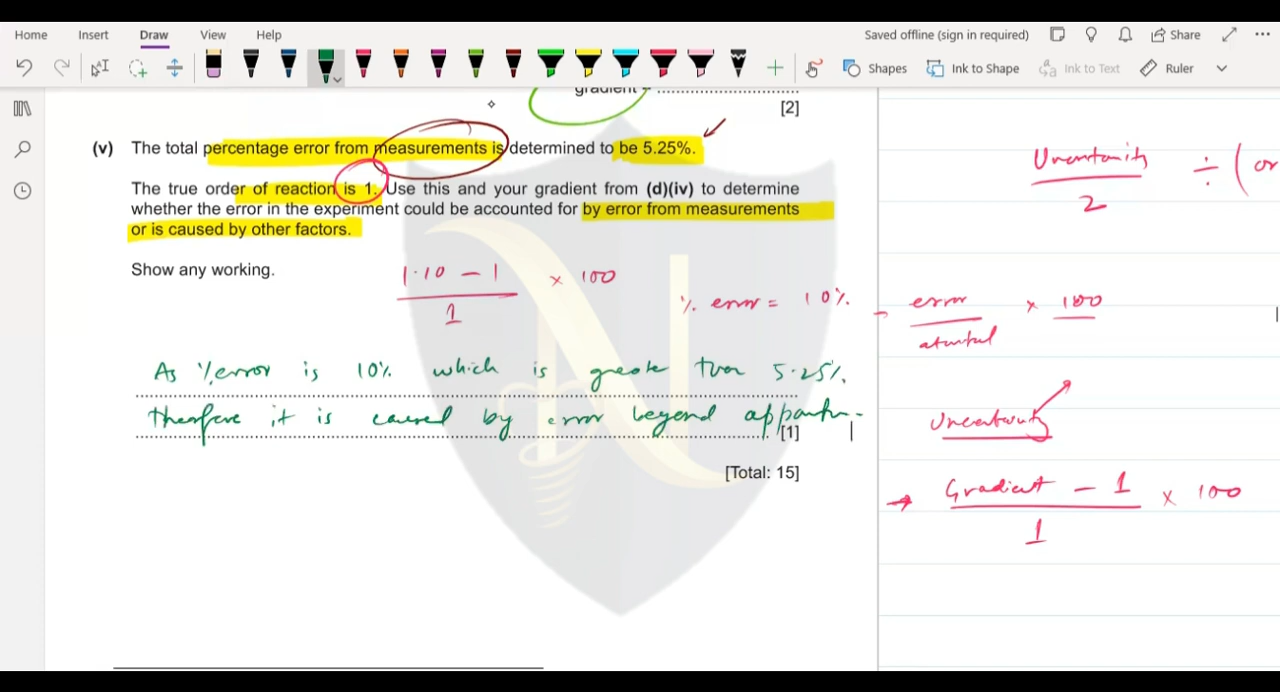 Home Insert Draw View Help Saved offline (sign in required) Share
Shapes Ink to Shape Ink to Text Ruler
gradient = ..............................
[2]
(v) The total percentage error from measurements is determined to be 5.25%.
The true order of reaction is 1. Use this and your gradient from (d)(iv) to determine
whether the error in the experiment could be accounted for by error from measurements
or is caused by other factors.
Show any working.
1.10 - 1 × 100
1
% error = 10%
As % error is 10% which is greater than 5.25%.
therefore it is caused by error beyond
[1]
[Total: 15]
Uncertainity ÷ ( or
2
error × 100
Uncertainty
→ Gradient - 1 × 100
1